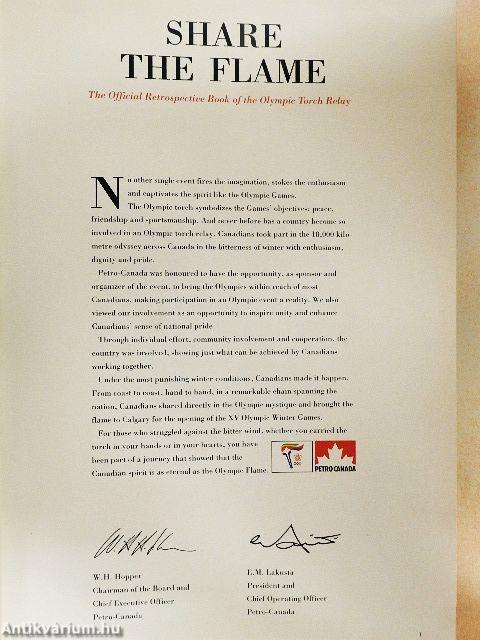 SHARE
THE FLAME
The Official Retrospective Book of the Olympic Torch Relay
No other single event fires the imagination, stokes the enthusiasm
and captivates the spirit like the Olympic Games.
The Olympic torch symbolizes the Games' objectives; peace,
friendship and sportsmanship. And never before has a country become so
involved in an Olympic torch relay. Canadians took part in the 18,000 kilo
metre odyssey across Canada in the bitterness of winter with enthusiasm,
dignity and pride.
Petro-Canada was honoured to have the opportunity, as sponsor and
organizer of the event, to bring the Olympics within reach of most
Canadians, making participation in an Olympic event a reality. We also
viewed our involvement as an opportunity to inspire unity and enhance
Canadians' sense of national pride.
Through individual effort, community involvement and cooperation, the
country was involved, showing just what can be achieved by Canadians
working together.
Under the most punishing winter conditions, Canadians made it happen.
From coast to coast, hand to hand, in a remarkable chain spanning the
nation, Canadians shared directly in the Olympic mystique and brought the
flame to Calgary for the opening of the XV Olympic Winter Games.
For those who struggled against the bitter wind, whether you carried the
torch in your hands or in your hearts, you have
been part of a journey that showed that the
Canadian spirit is as eternal as the Olympic Flame.
PETRO-CANADA
W.H. Hopper
Chairman of the Board and
Chief Executive Officer
Petro-Canada
E.M. Lakusta
President and
Chief Operating Officer
Petro-Canada
Antikvárium.hu